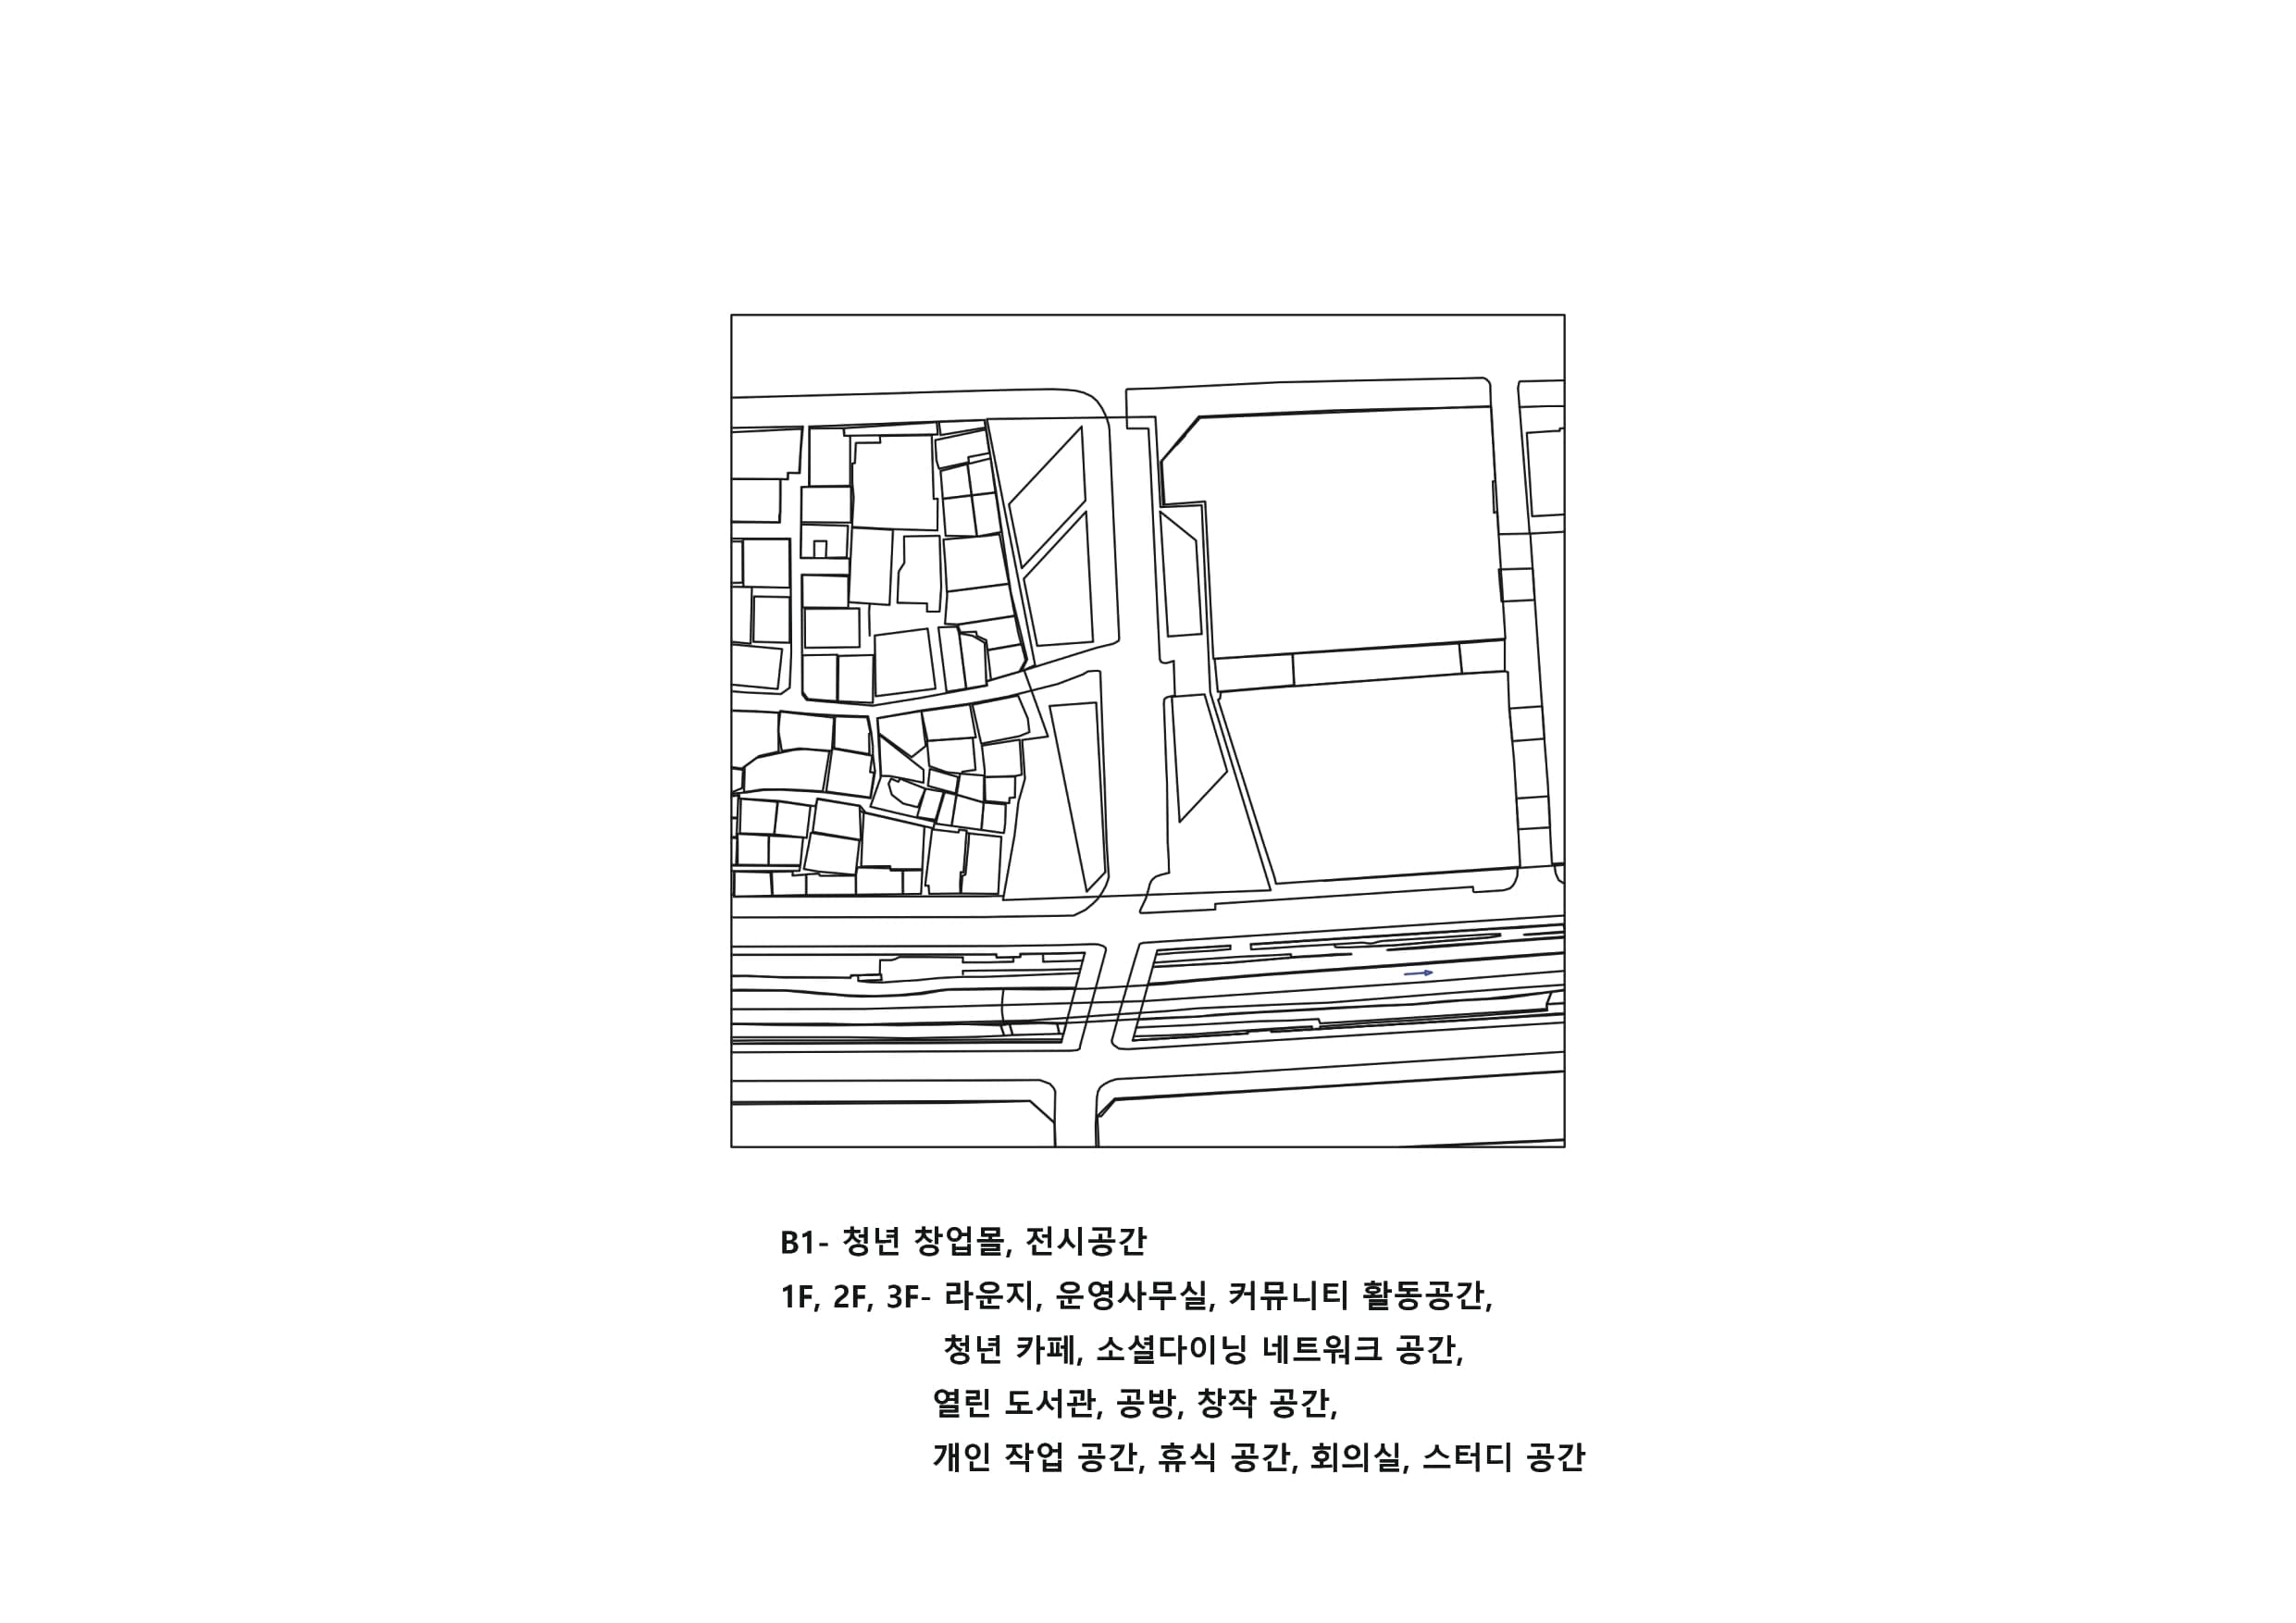 B1- 청년 창업몰, 전시공간
1F, 2F, 3F- 라운지, 운영사무실, 커뮤니티 활동공간,
청년 카페, 소셜다이닝 네트워크 공간,
열린 도서관, 공방, 창작 공간,
개인 작업 공간, 휴식 공간, 회의실, 스터디 공간